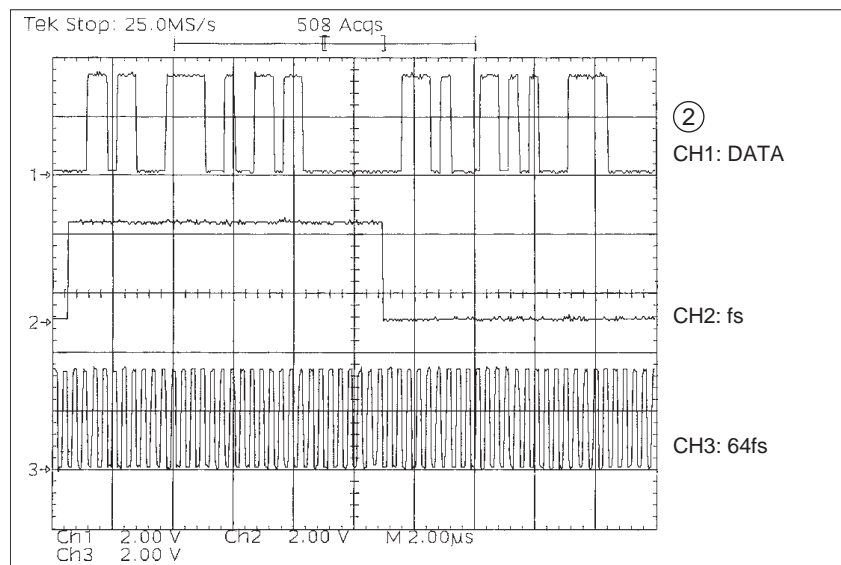 Tek Stop: 25.0MS/s 508 Acqs
②
CH1: DATA
1
CH2: fs
2
CH3: 64fs
3
Ch1 2.00 V Ch2 2.00 V M 2.00µs
Ch3 2.00 V